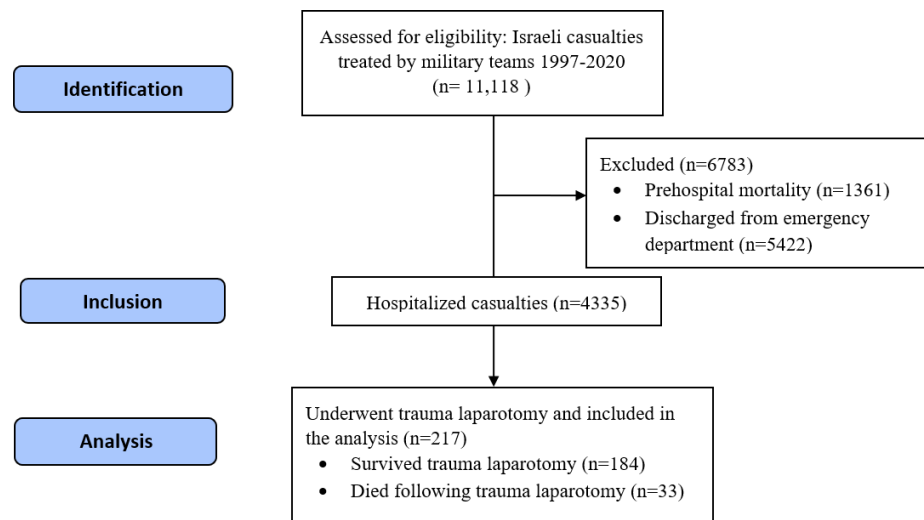 Assessed for eligibility: Israeli casualties
treated by military teams 1997-2020
(n= 11,118 )
Identification
Excluded (n=6783)
• Prehospital mortality (n=1361)
• Discharged from emergency
department (n=5422)
Inclusion
Hospitalized casualties (n=4335)
Underwent trauma laparotomy and included in
the analysis (n=217)
• Survived trauma laparotomy (n=184)
• Died following trauma laparotomy (n=33)
Analysis